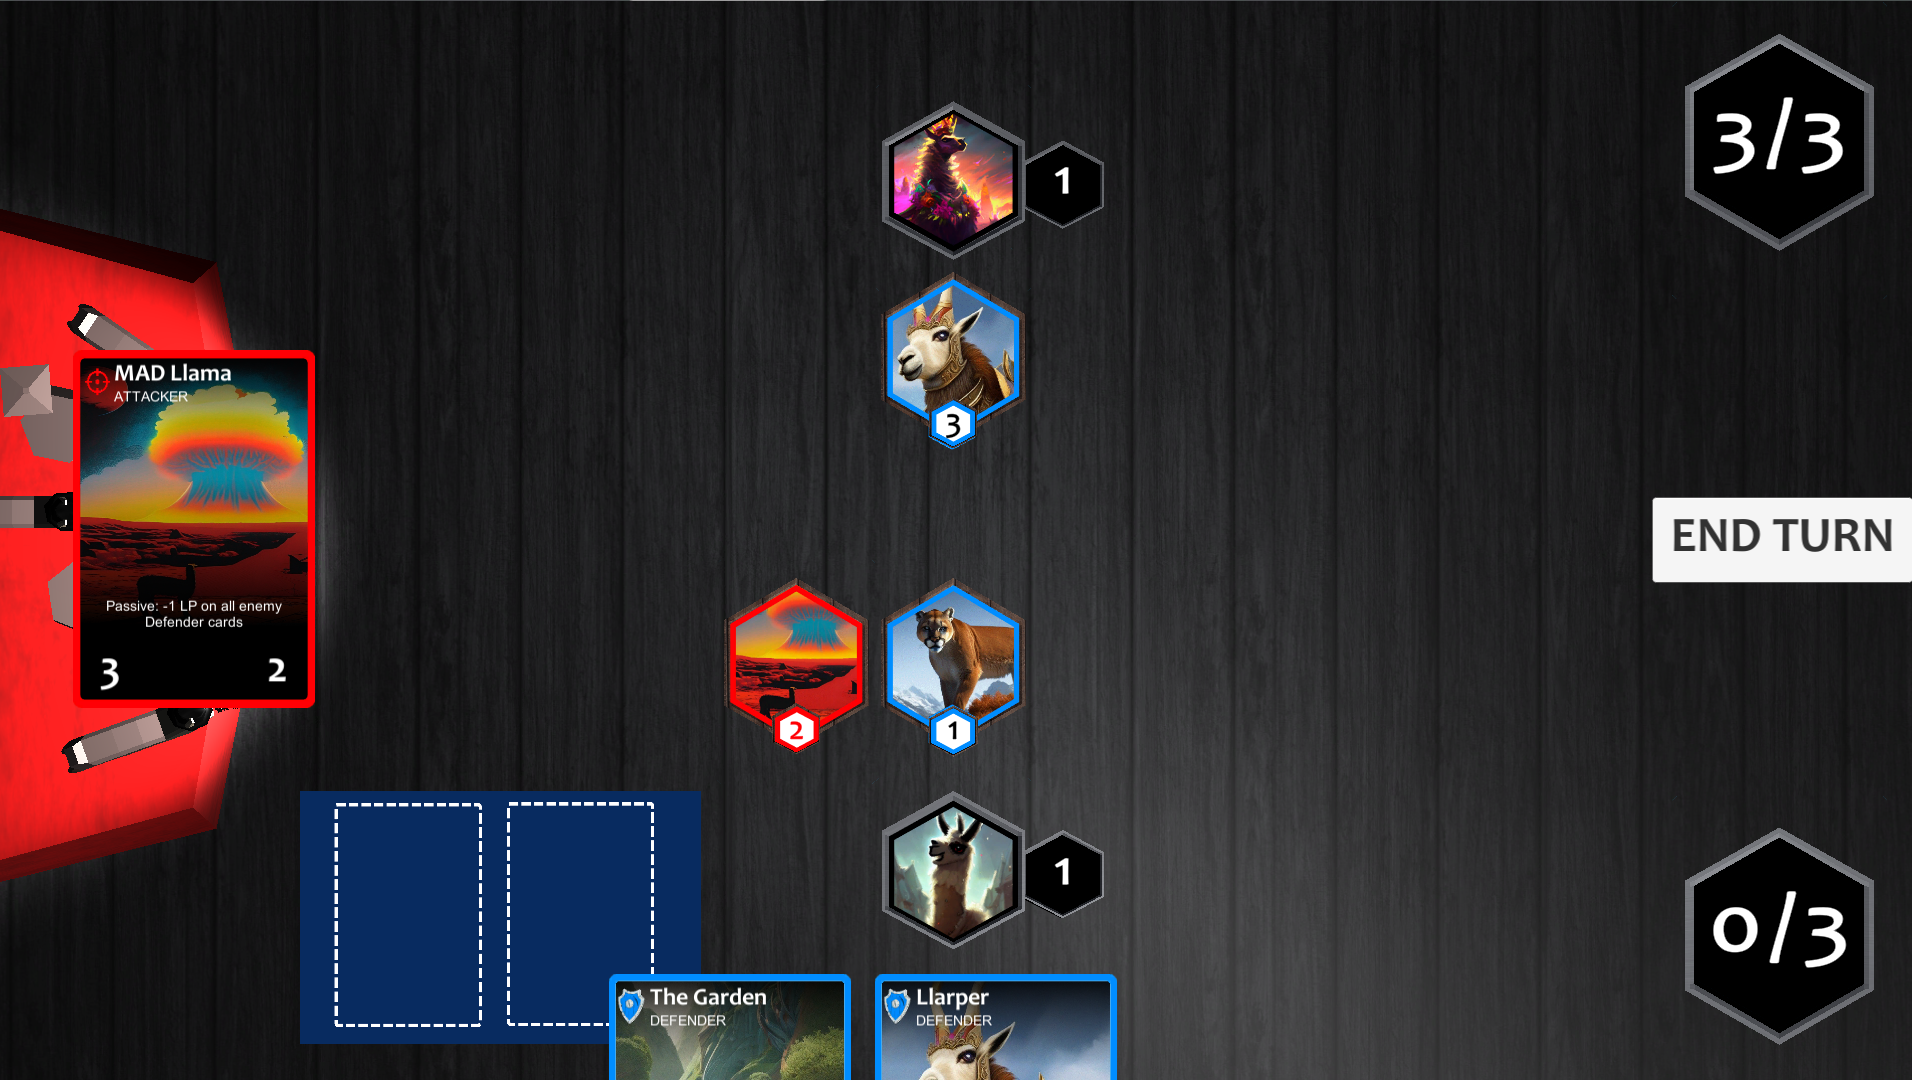 3/3
1
3
MAD Llama
ATTACKER
Passive: -1 LP on all enemy
Defender cards
3
2
END TURN
2
1
1
0/3
The Garden
DEFENDER
Llarper
DEFENDER